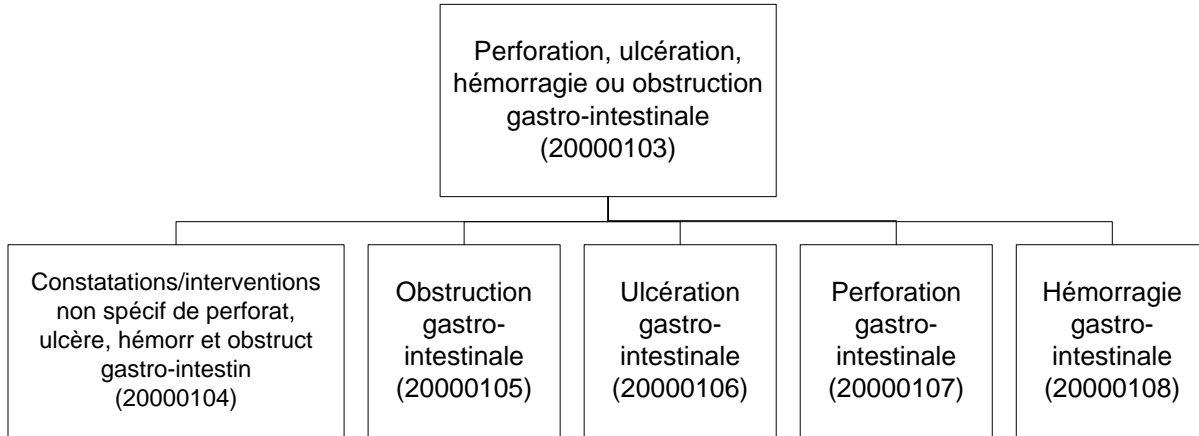 Perforation, ulcération,
hémorragie ou obstruction
gastro-intestinale
(20000103)
Constatations/interventions
non spécif de perforat,
ulcère, hémorr et obstruct
gastro-intestin
(20000104)
Obstruction
gastro-
intestinale
(20000105)
Ulcération
gastro-
intestinale
(20000106)
Perforation
gastro-
intestinale
(20000107)
Hémorragie
gastro-
intestinale
(20000108)